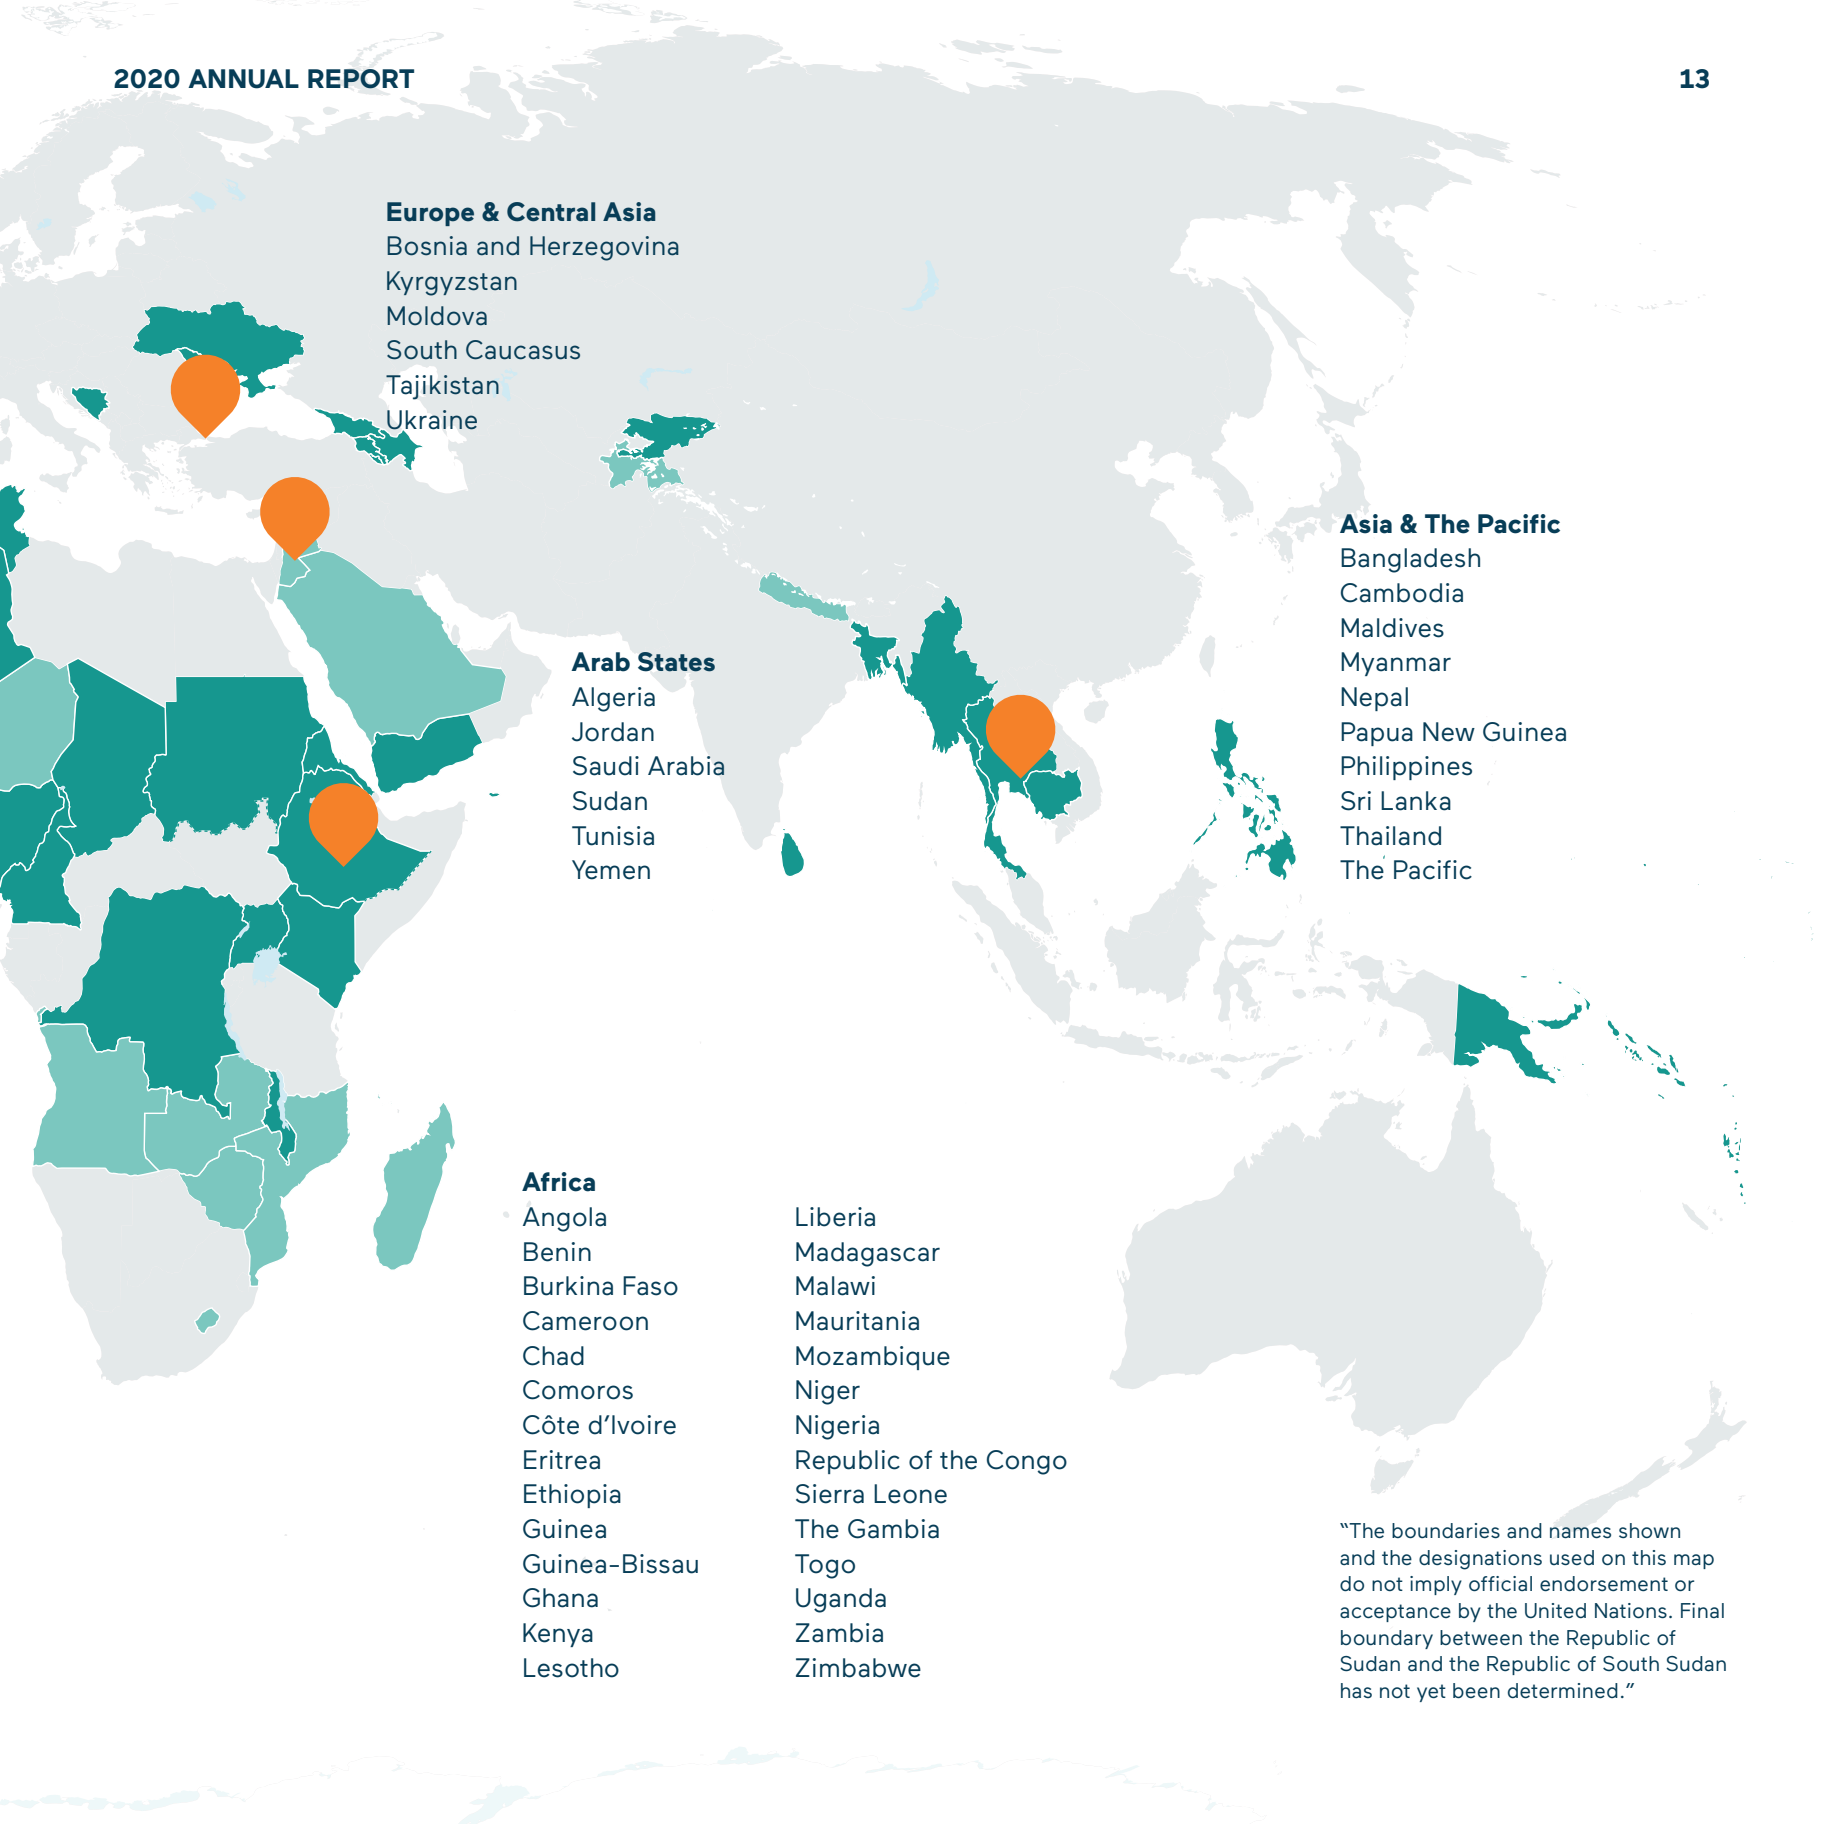 2020 ANNUAL REPORT
13
Europe & Central Asia
Bosnia and Herzegovina
Kyrgyzstan
Moldova
South Caucasus
Tajikistan
Ukraine
Arab States
Algeria
Jordan
Saudi Arabia
Sudan
Tunisia
Yemen
Asia & The Pacific
Bangladesh
Cambodia
Maldives
Myanmar
Nepal
Papua New Guinea
Philippines
Sri Lanka
Thailand
The Pacific
Africa
Angola
Benin
Burkina Faso
Cameroon
Chad
Comoros
Côte d’Ivoire
Eritrea
Ethiopia
Guinea
Guinea-Bissau
Ghana
Kenya
Lesotho
Liberia
Madagascar
Malawi
Mauritania
Mozambique
Niger
Nigeria
Republic of the Congo
Sierra Leone
The Gambia
Togo
Uganda
Zambia
Zimbabwe
“The boundaries and names shown
and the designations used on this map
do not imply official endorsement or
acceptance by the United Nations. Final
boundary between the Republic of
Sudan and the Republic of South Sudan
has not yet been determined.”